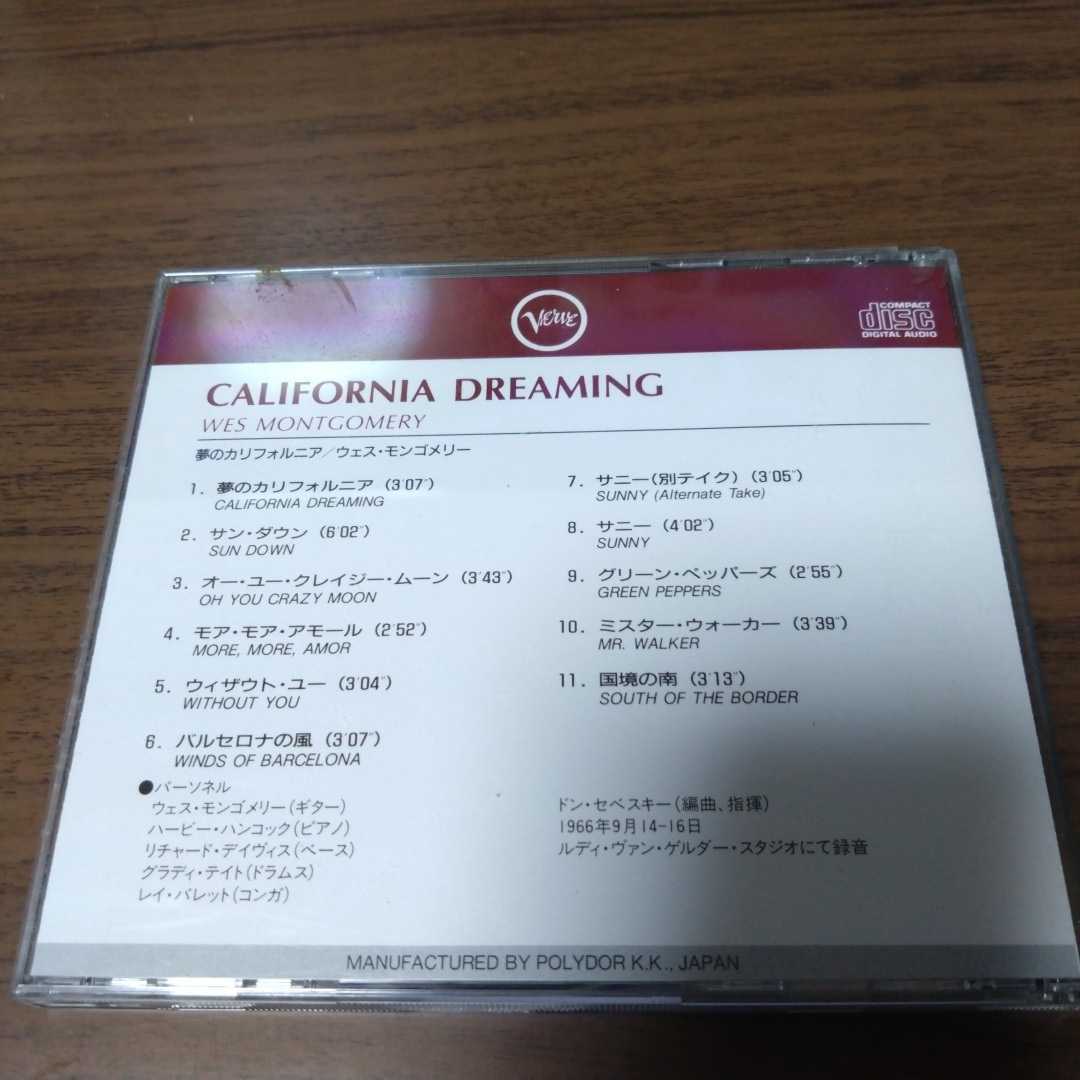 VERVE
COMPACT
disc
DIGITAL AUDIO
CALIFORNIA DREAMING
WES MONTGOMERY
夢のカリフォルニア／ウェス・モンゴメリー
1. 夢のカリフォルニア (3'07")
CALIFORNIA DREAMING
2. サン・ダウン (6'02")
SUN DOWN
3. オー・ユー・クレイジー・ムーン (3'43")
OH YOU CRAZY MOON
4. モア・モア・アモール (2'52")
MORE, MORE, AMOR
5. ウィザウト・ユー (3'04")
WITHOUT YOU
6. バルセロナの風 (3'07")
WINDS OF BARCELONA
7. サニー(別テイク) (3'05")
SUNNY (Alternate Take)
8. サニー (4'02")
SUNNY
9. グリーン・ペッパーズ (2'55")
GREEN PEPPERS
10. ミスター・ウォーカー (3'39")
MR. WALKER
11. 国境の南 (3'13")
SOUTH OF THE BORDER
●パーソネル
ウェス・モンゴメリー(ギター)
ハービー・ハンコック(ピアノ)
リチャード・デイヴィス(ベース)
グラディ・テイト(ドラムス)
レイ・バレット(コンガ)
ドン・セベスキー(編曲、指揮)
1966年9月14-16日
ルディ・ヴァン・ゲルダー・スタジオにて録音
MANUFACTURED BY POLYDOR K.K., JAPAN